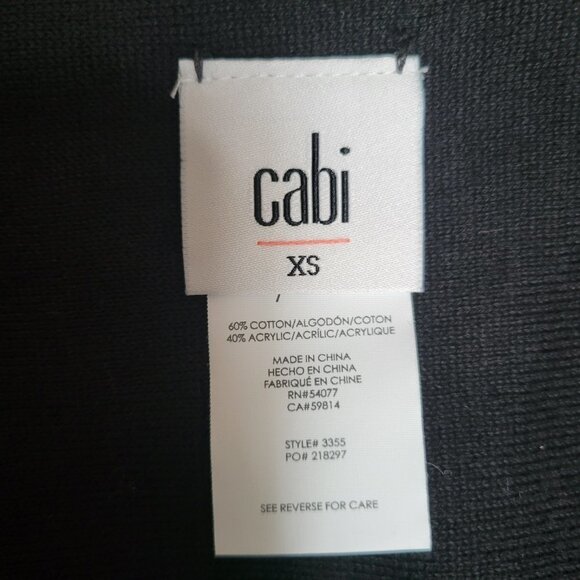 cabi
XS
60% COTTON/ALGODÓN/COTON
40% ACRYLIC/ACRÍLIC/ACRYLIQUE
MADE IN CHINA
HECHO EN CHINA
FABRIQUÉ EN CHINE
RN#54077
CA#59814
STYLE# 3355
PO# 218297
SEE REVERSE FOR CARE